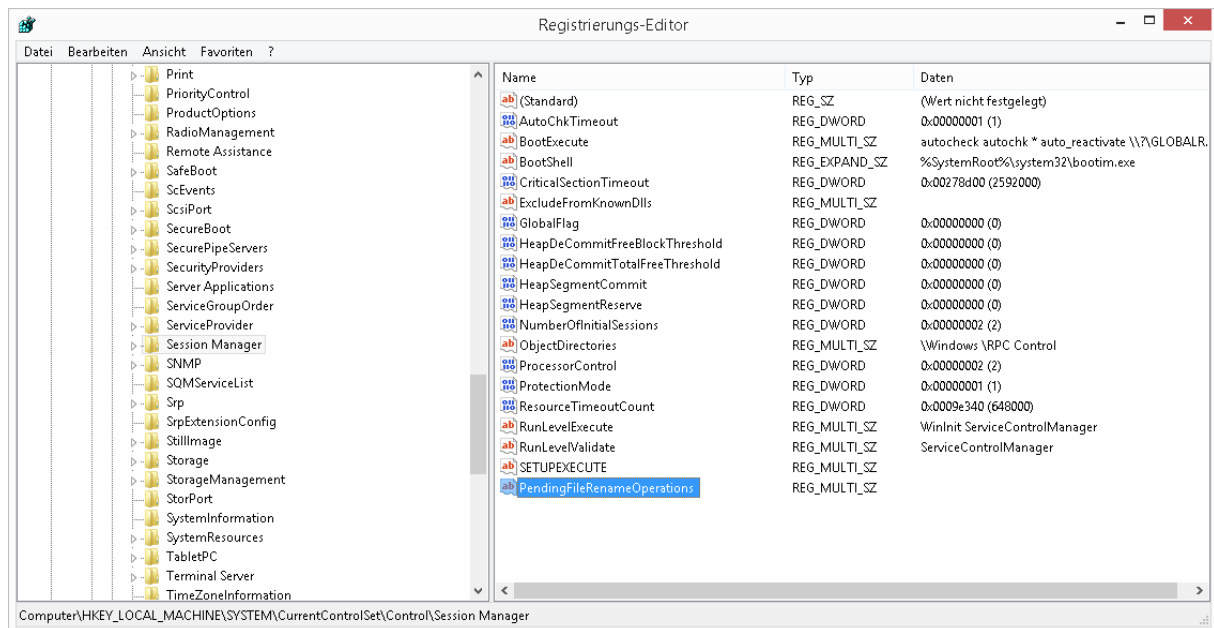 Registrierungs-Editor
Datei Bearbeiten Ansicht Favoriten ?
Print
PriorityControl
ProductOptions
RadioManagement
Remote Assistance
SafeBoot
ScEvents
ScsiPort
SecureBoot
SecurePipeServers
SecurityProviders
Server Applications
ServiceGroupOrder
ServiceProvider
Session Manager
SNMP
SQMServiceList
Srp
SrpExtensionConfig
StillImage
Storage
StorageManagement
StorPort
SystemInformation
SystemResources
TabletPC
Terminal Server
TimeZoneInformation
Name Typ Daten
(Standard) REG_SZ (Wert nicht festgelegt)
AutoChkTimeout REG_DWORD 0x00000001 (1)
BootExecute REG_MULTI_SZ autocheck autochk * auto_reactivate \\?\GLOBALR.
BootShell REG_EXPAND_SZ %SystemRoot%\system32\bootim.exe
CriticalSectionTimeout REG_DWORD 0x00278d00 (2592000)
ExcludeFromKnownDlls REG_MULTI_SZ
GlobalFlag REG_DWORD 0x00000000 (0)
HeapDeCommitFreeBlockThreshold REG_DWORD 0x00000000 (0)
HeapDeCommitTotalFreeThreshold REG_DWORD 0x00000000 (0)
HeapSegmentCommit REG_DWORD 0x00000000 (0)
HeapSegmentReserve REG_DWORD 0x00000000 (0)
NumberOfInitialSessions REG_DWORD 0x00000002 (2)
ObjectDirectories REG_MULTI_SZ \Windows \RPC Control
ProcessorControl REG_DWORD 0x00000002 (2)
ProtectionMode REG_DWORD 0x00000001 (1)
ResourceTimeoutCount REG_DWORD 0x0009e340 (648000)
RunLevelExecute REG_MULTI_SZ WinInit ServiceControlManager
RunLevelValidate REG_MULTI_SZ ServiceControlManager
SETUPEXECUTE REG_MULTI_SZ
PendingFileRenameOperations REG_MULTI_SZ
Computer\HKEY_LOCAL_MACHINE\SYSTEM\CurrentControlSet\Control\Session Manager